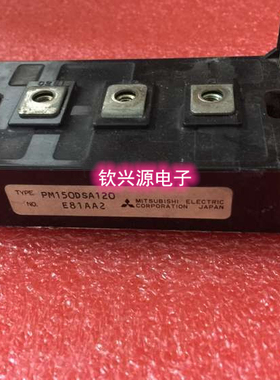 钦兴源电子
TYPE PM150DSA120
NO. E81AA2
MITSUBISHI ELECTRIC
CORPORATION JAPAN